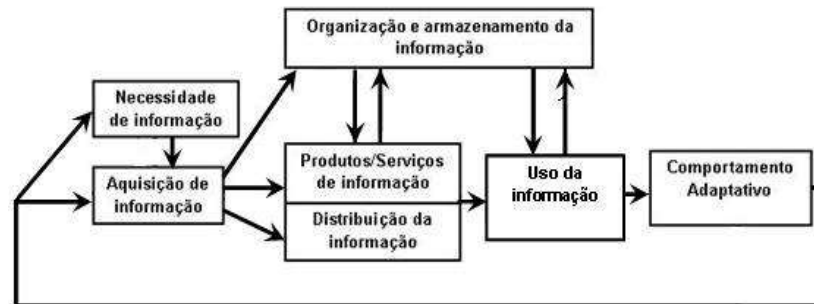 Organização e armazenamento da
informação
Necessidade
de informação
Aquisição de
informação
Produtos/Serviços
de informação
Distribuição da
informação
Uso da
informação
Comportamento
Adaptativo